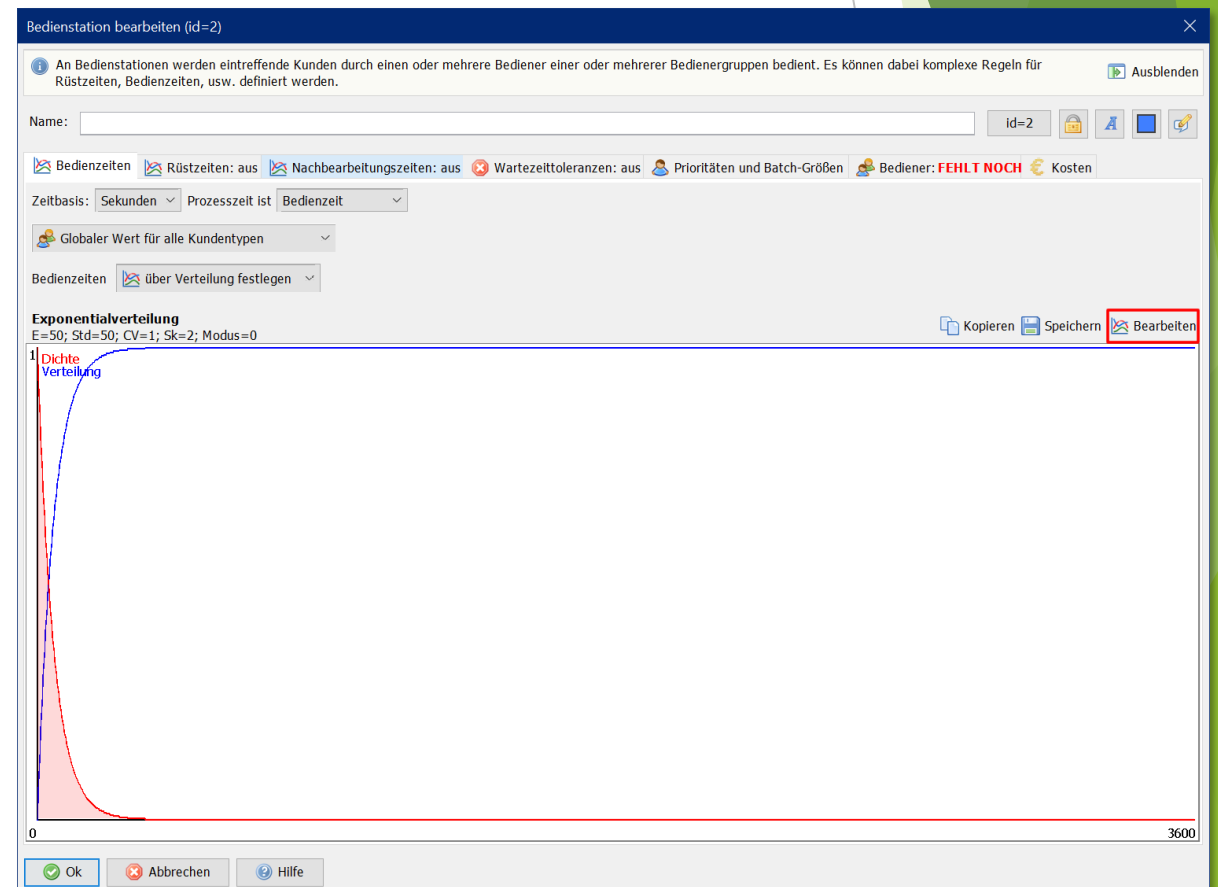 Bedienstation bearbeiten (id=2)
An Bedienstationen werden eintreffende Kunden durch einen oder mehrere Bediener einer oder mehrerer Bedienergruppen bedient. Es können dabei komplexe Regeln für
Rüstzeiten, Bedienzeiten, usw. definiert werden.
Ausblenden
Name:
id=2
Bedienzeiten Rüstzeiten: aus Nachbearbeitungszeiten: aus Wartezeittoleranzen: aus Prioritäten und Batch-Größen Bediener: FEHLT NOCH Kosten
Zeitbasis: Sekunden Prozesszeit ist Bedienzeit
Globaler Wert für alle Kundentypen
Bedienzeiten über Verteilung festlegen
Exponentialverteilung
E=50; Std=50; CV=1; Sk=2; Modus=0
Kopieren Speichern Bearbeiten
1
Dichte
Verteilung
0 3600
Ok Abbrechen Hilfe